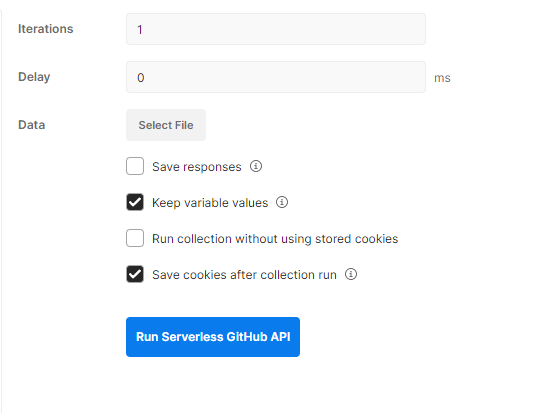 Iterations 1
Delay 0 ms
Data Select File
Save responses
Keep variable values
Run collection without using stored cookies
Save cookies after collection run
Run Serverless GitHub API